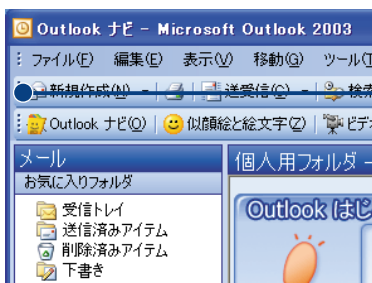 Outlook ナビ - Microsoft Outlook 2003
ファイル(F) 編集(E) 表示(V) 移動(G) ツール(T
新規作成(N) 送受信(C) 検索
Outlook ナビ(O) 似顔絵と絵文字(Z) ビデオ
メール 個人用フォルダ -
お気に入りフォルダ
Outlook はじ
受信トレイ
送信済みアイテム
削除済みアイテム
下書き